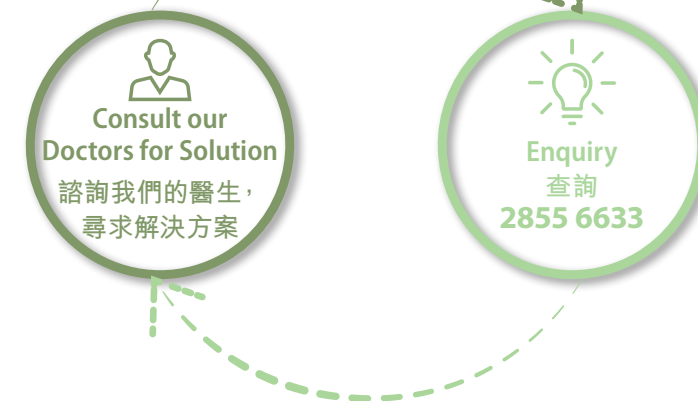 Consult our
Doctors for Solution
諮詢我們的醫生，
尋求解決方案
Enquiry
查詢
2855 6633